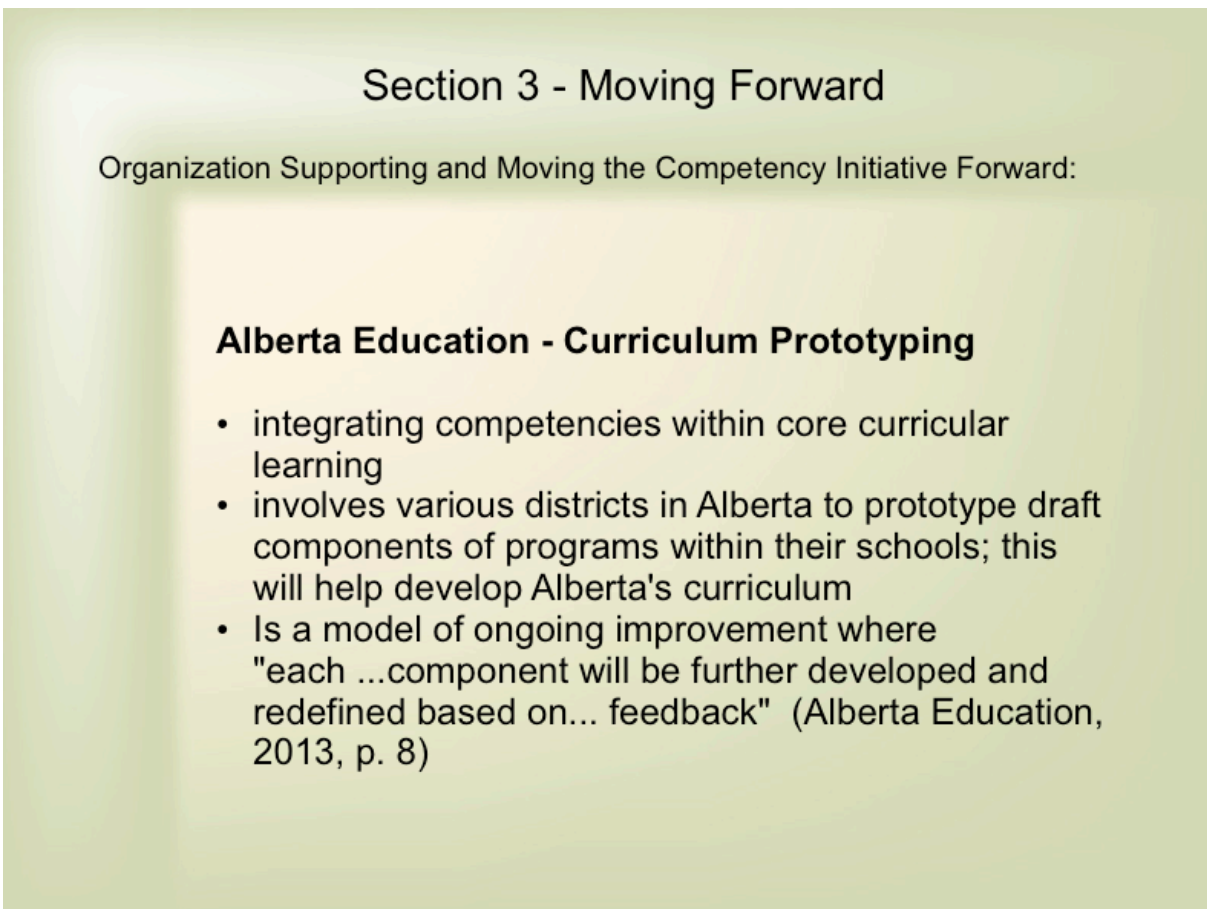 Section 3 - Moving Forward
Organization Supporting and Moving the Competency Initiative Forward:
Alberta Education - Curriculum Prototyping
• integrating competencies within core curricular
learning
• involves various districts in Alberta to prototype draft
components of programs within their schools; this
will help develop Alberta's curriculum
• Is a model of ongoing improvement where
"each ...component will be further developed and
redefined based on... feedback"  (Alberta Education,
2013, p. 8)